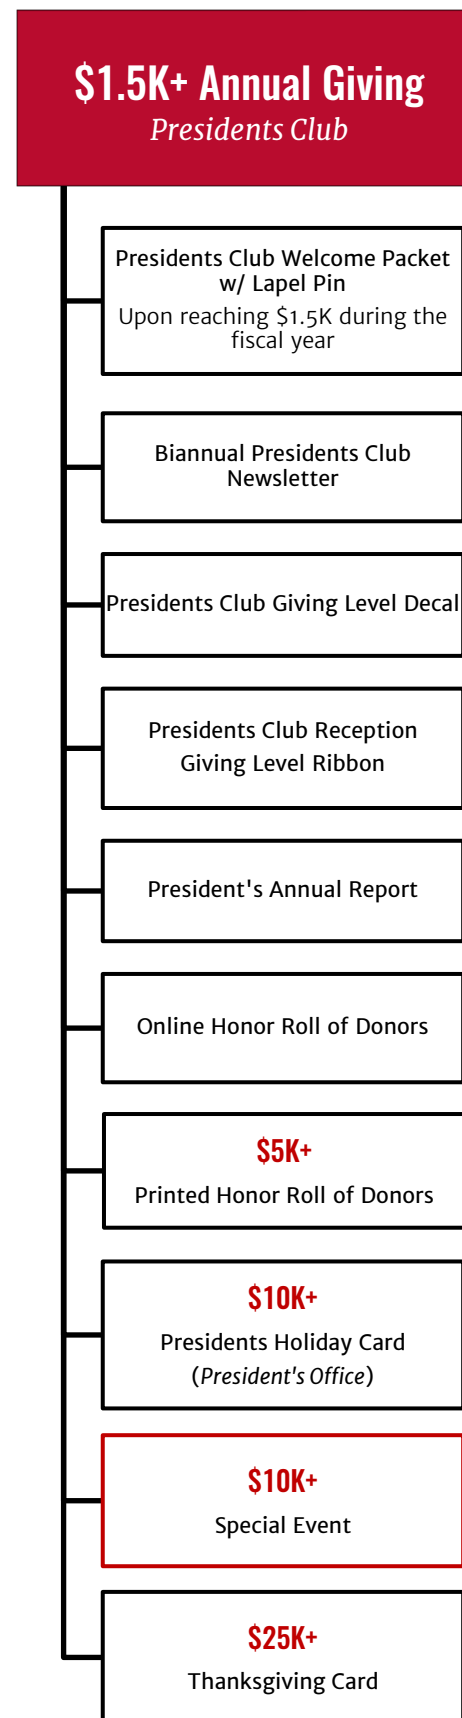 $1.5K+ Annual Giving
Presidents Club
Presidents Club Welcome Packet
w/ Lapel Pin
Upon reaching $1.5K during the
fiscal year
Biannual Presidents Club
Newsletter
Presidents Club Giving Level Decal
Presidents Club Reception
Giving Level Ribbon
President's Annual Report
Online Honor Roll of Donors
$5K+
Printed Honor Roll of Donors
$10K+
Presidents Holiday Card
(President's Office)
$10K+
Special Event
$25K+
Thanksgiving Card